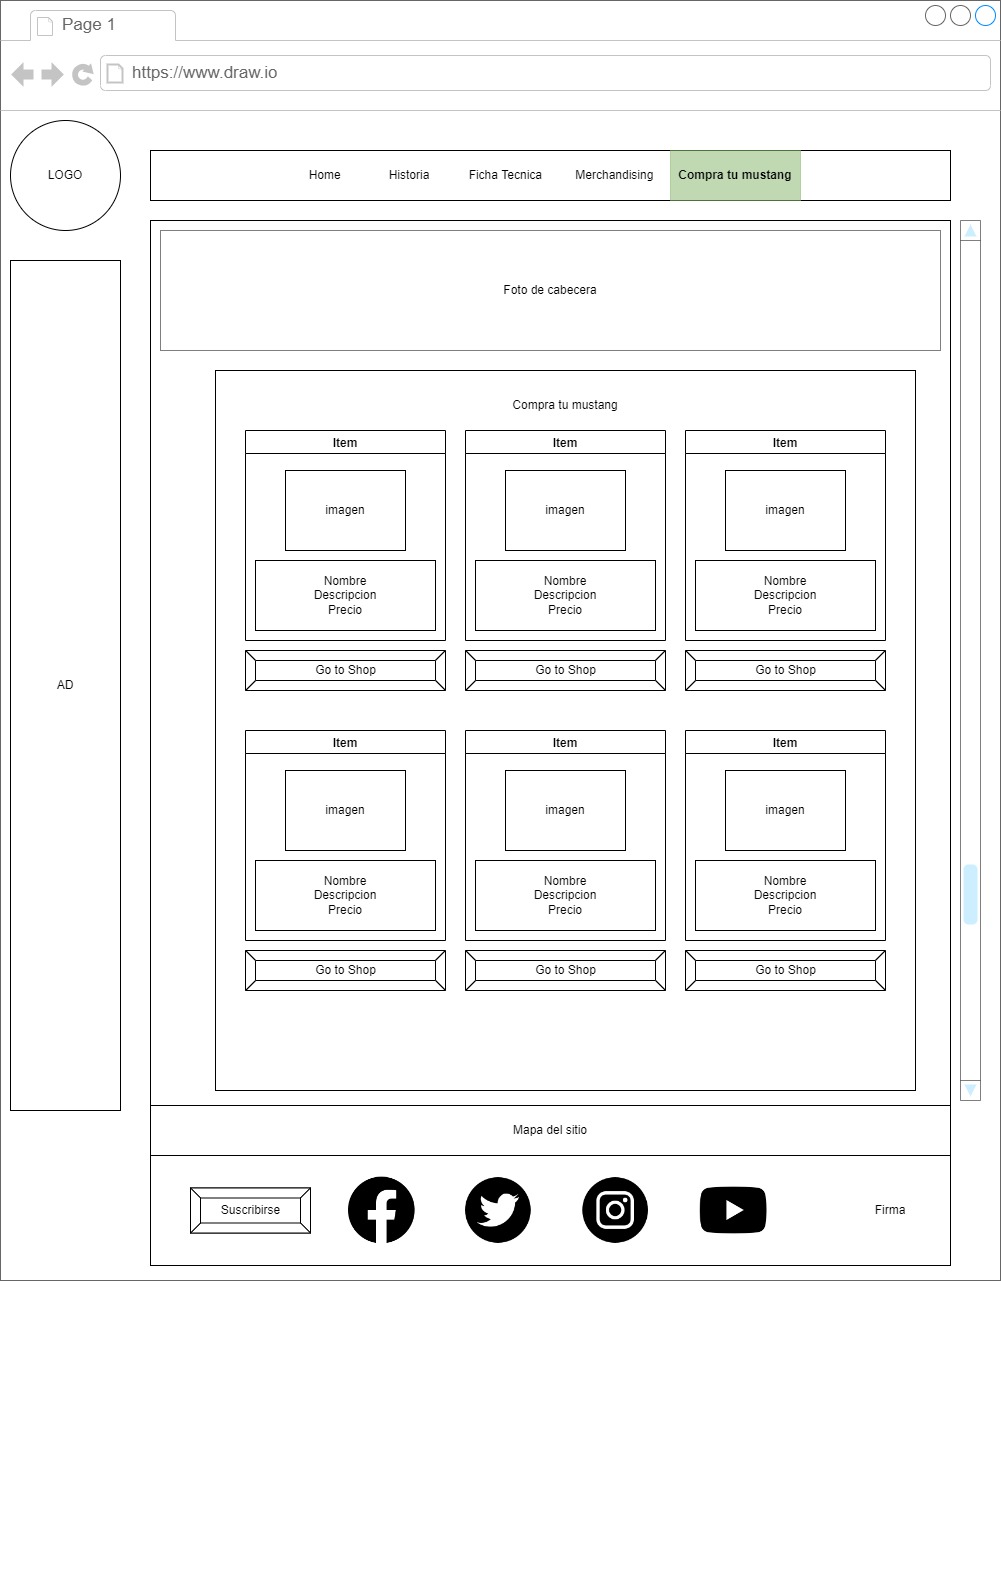 Page 1
https://www.draw.io
LOGO
Home
Historia
Ficha Tecnica
Merchandising
Compra tu mustang
Foto de cabecera
AD
Compra tu mustang
Item
imagen
Nombre
Descripcion
Precio
Go to Shop
Item
imagen
Nombre
Descripcion
Precio
Go to Shop
Item
imagen
Nombre
Descripcion
Precio
Go to Shop
Item
imagen
Nombre
Descripcion
Precio
Go to Shop
Item
imagen
Nombre
Descripcion
Precio
Go to Shop
Item
imagen
Nombre
Descripcion
Precio
Go to Shop
Mapa del sitio
Suscribirse
Firma